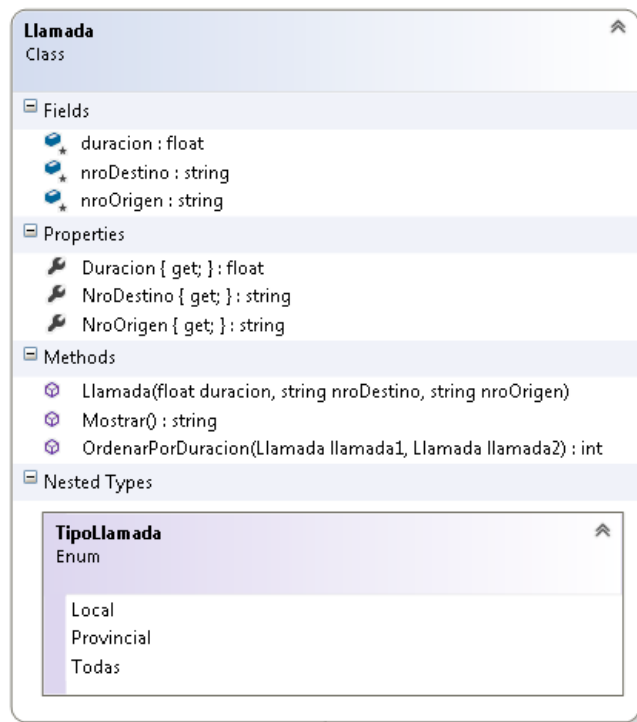 Llamada
Class
Fields
duracion : float
nroDestino : string
nroOrigen : string
Properties
Duracion { get; } : float
NroDestino { get; } : string
NroOrigen { get; } : string
Methods
Llamada(float duracion, string nroDestino, string nroOrigen)
Mostrar() : string
OrdenarPorDuracion(Llamada llamada1, Llamada llamada2) : int
Nested Types
TipoLlamada
Enum
Local
Provincial
Todas